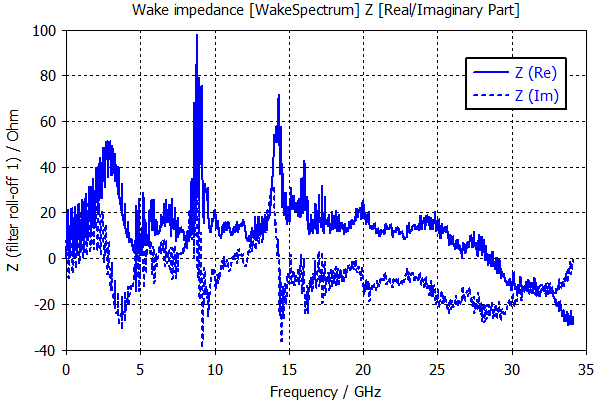 Wake impedance [WakeSpectrum] Z [Real/Imaginary Part]
Z (filter roll-off 1) / Ohm
100
80
60
40
20
0
-20
-40
Z (Re)
Z (Im)
0 5 10 15 20 25 30 35
Frequency / GHz